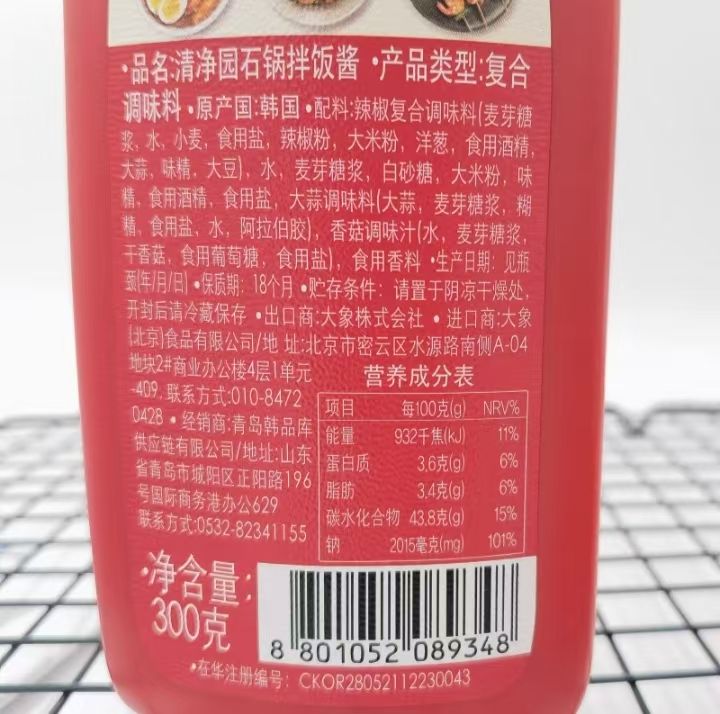 ·品名:清净园石锅拌饭酱 ·产品类型:复合
调味料 ·原产国:韩国 ·配料:辣椒复合调味料(麦芽糖
浆, 水, 小麦, 食用盐, 辣椒粉, 大米粉, 洋葱, 食用酒精,
大蒜, 味精, 大豆), 水, 麦芽糖浆, 白砂糖, 大米粉, 味
精, 食用酒精, 食用盐, 大蒜调味料(大蒜, 麦芽糖浆, 糊
精, 食用盐, 水, 阿拉伯胶), 香菇调味汁(水, 麦芽糖浆,
干香菇, 食用葡萄糖, 食用盐), 食用香料 ·生产日期: 见瓶
颈(年/月/日) ·保质期: 18个月 ·贮存条件: 请置于阴凉干燥处,
开封后请冷藏保存 · 出口商:大象株式会社 · 进口商:大象
(北京)食品有限公司/地 址:北京市密云区水源路南侧A-04
地块2#商业办公楼4层1单元
-409. 联系方式:010-8472
0428 · 经销商:青岛韩品库
供应链有限公司/地址:山东
省青岛市城阳区正阳路196
号国际商务港办公629
联系方式:0532-82341155
营养成分表
项目 每100克(g) NRV%
能量 932千焦(kJ) 11%
蛋白质 3.6克(g) 6%
脂肪 3.4克(g) 6%
碳水化合物 43.8克(g) 15%
钠 2015毫克(mg) 101%
·净含量:
300克
8 801052 089348
·在华注册编号: CKOR28052112230043